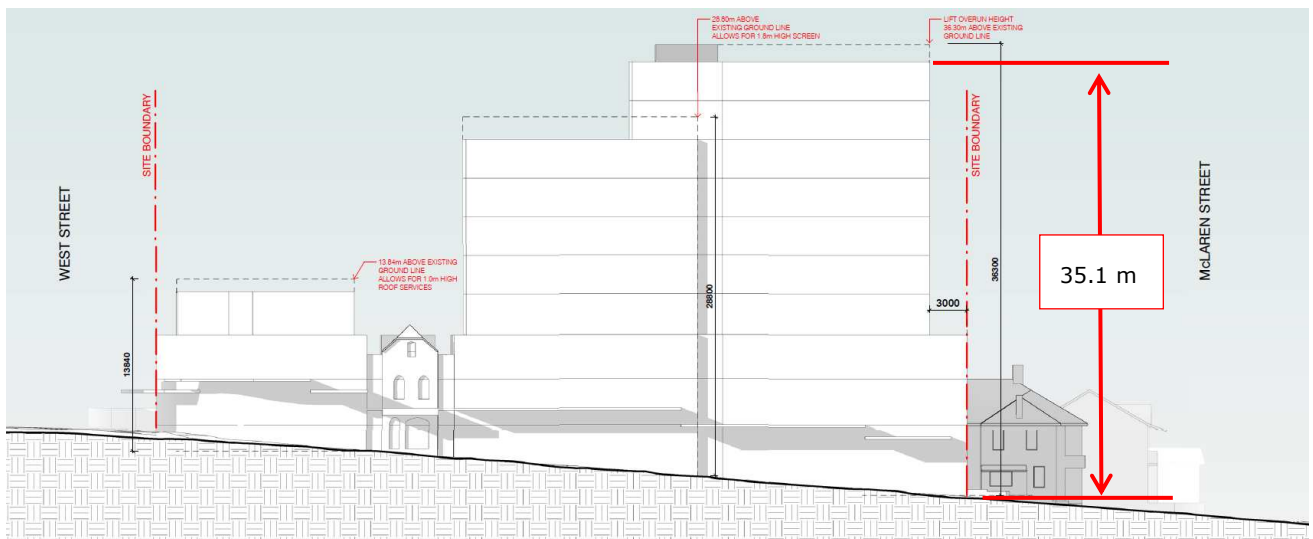 28.80m ABOVE
EXISTING GROUND LINE
ALLOWS FOR 1.8m HIGH SCREEN
LIFT OVERUN HEIGHT
36.30m ABOVE EXISTING
GROUND LINE
SITE BOUNDARY
SITE BOUNDARY
WEST STREET
McLAREN STREET
13.84m ABOVE EXISTING
GROUND LINE
ALLOWS FOR 1.0m HIGH
ROOF SERVICES
36300
35.1 m
28800
3000
13840